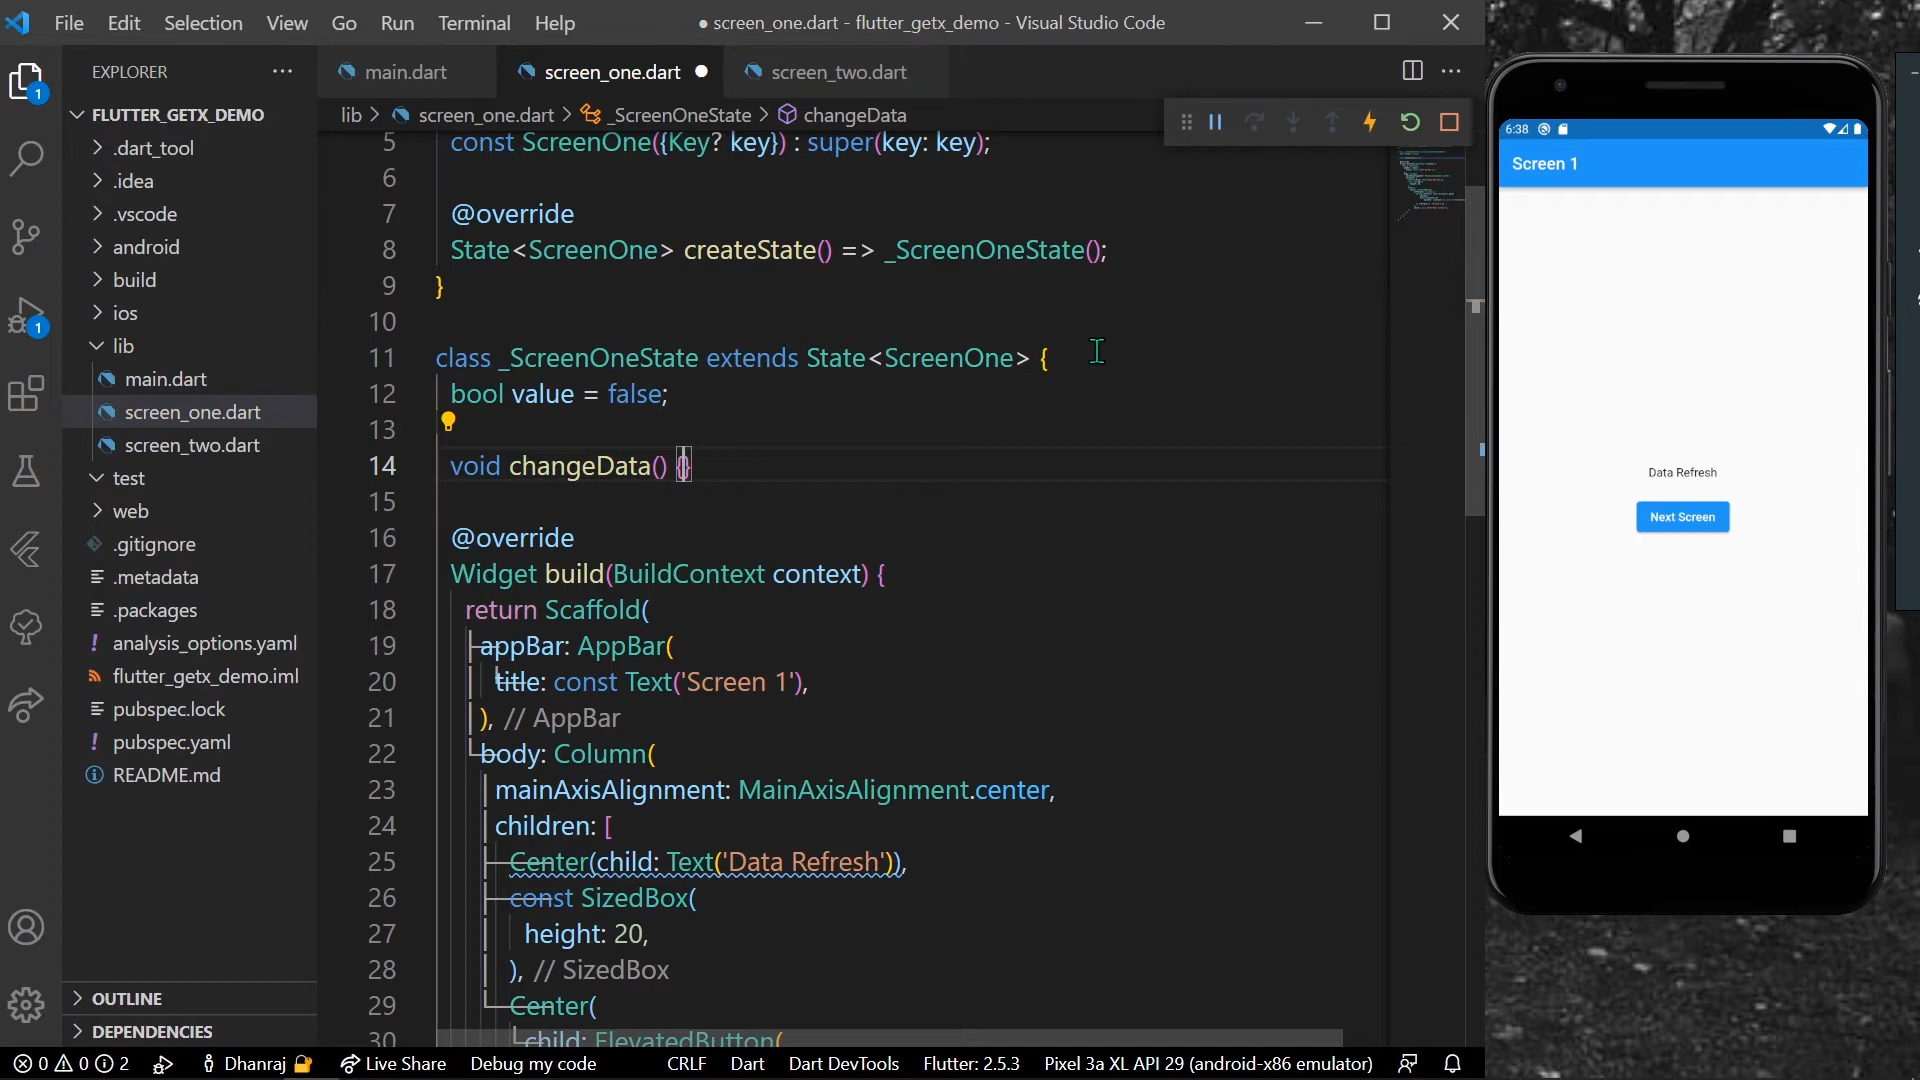 File Edit Selection View Go Run Terminal Help
● screen_one.dart - flutter_getx_demo - Visual Studio Code
EXPLORER
main.dart
screen_one.dart
screen_two.dart
FLUTTER_GETX_DEMO
.dart_tool
.idea
.vscode
android
build
ios
lib
main.dart
screen_one.dart
screen_two.dart
test
web
.gitignore
.metadata
.packages
analysis_options.yaml
flutter_getx_demo.iml
pubspec.lock
pubspec.yaml
README.md
OUTLINE
DEPENDENCIES
1
1
lib > screen_one.dart > _ScreenOneState > changeData
5 const ScreenOne({Key? key}) : super(key: key);
6
7 @override
8 State<ScreenOne> createState() => _ScreenOneState();
9 }
10
11 class _ScreenOneState extends State<ScreenOne> {
12 bool value = false;
13
14 void changeData() {}
15
16 @override
17 Widget build(BuildContext context) {
18 return Scaffold(
19 appBar: AppBar(
20 title: const Text('Screen 1'),
21 ), // AppBar
22 body: Column(
23 mainAxisAlignment: MainAxisAlignment.center,
24 children: [
25 Center(child: Text('Data Refresh')),
26 const SizedBox(
27 height: 20,
28 ), // SizedBox
29 Center(
30 child: ElevatedButton(
6:38
Screen 1
Data Refresh
Next Screen
0 0 2 Dhanraj Live Share Debug my code CRLF Dart Dart DevTools Flutter: 2.5.3 Pixel 3a XL API 29 (android-x86 emulator)